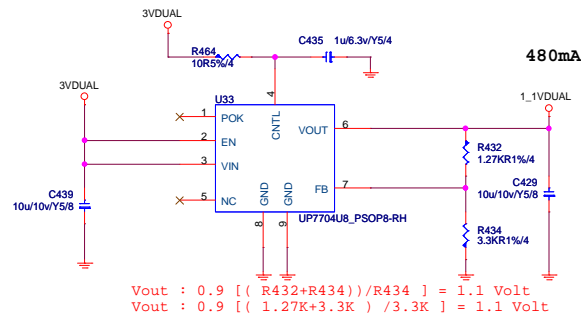 3VDUAL
C435 1u/6.3v/Y5/4
R464
10R5%/4
480mA
3VDUAL
1_1VDUAL
4
U33
1 POK
CNTL
VOUT 6
2 EN
R432
1.27KR1%/4
3 VIN
C439
10u/10v/Y5/8
FB 7
C429
10u/10v/Y5/8
5 NC
GND
GND
R434
3.3KR1%/4
UP7704U8_PSOP8-RH
8
9
Vout : 0.9 [( R432+R434))/R434 ] = 1.1 Volt
Vout : 0.9 [( 1.27K+3.3K ) /3.3K ] = 1.1 Volt